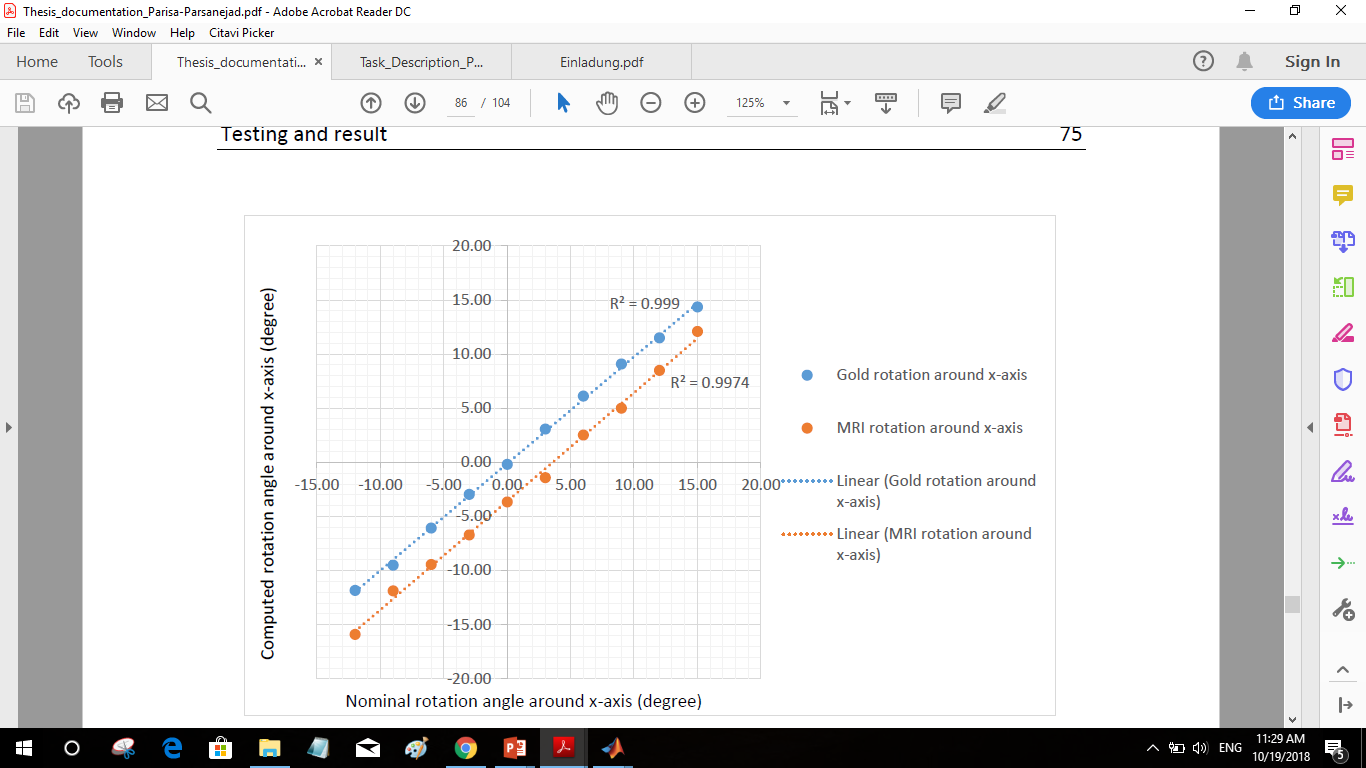 Thesis_documentation_Parisa-Parsanejad.pdf - Adobe Acrobat Reader DC
File Edit View Window Help Citavi Picker
Home Tools Thesis_documentati... × Task_Description_P... Einladung.pdf ? Sign In
86 / 104 125% Share
Testing and result 75
20.00
15.00
10.00
5.00
0.00
-5.00
-10.00
-15.00
-20.00
-15.00 -10.00 -5.00 0.00 5.00 10.00 15.00 20.00
R² = 0.999
R² = 0.9974
Computed rotation angle around x-axis (degree)
Nominal rotation angle around x-axis (degree)
Gold rotation around x-axis
MRI rotation around x-axis
Linear (Gold rotation around
x-axis)
Linear (MRI rotation around
x-axis)
ENG
11:29 AM
10/19/2018
5